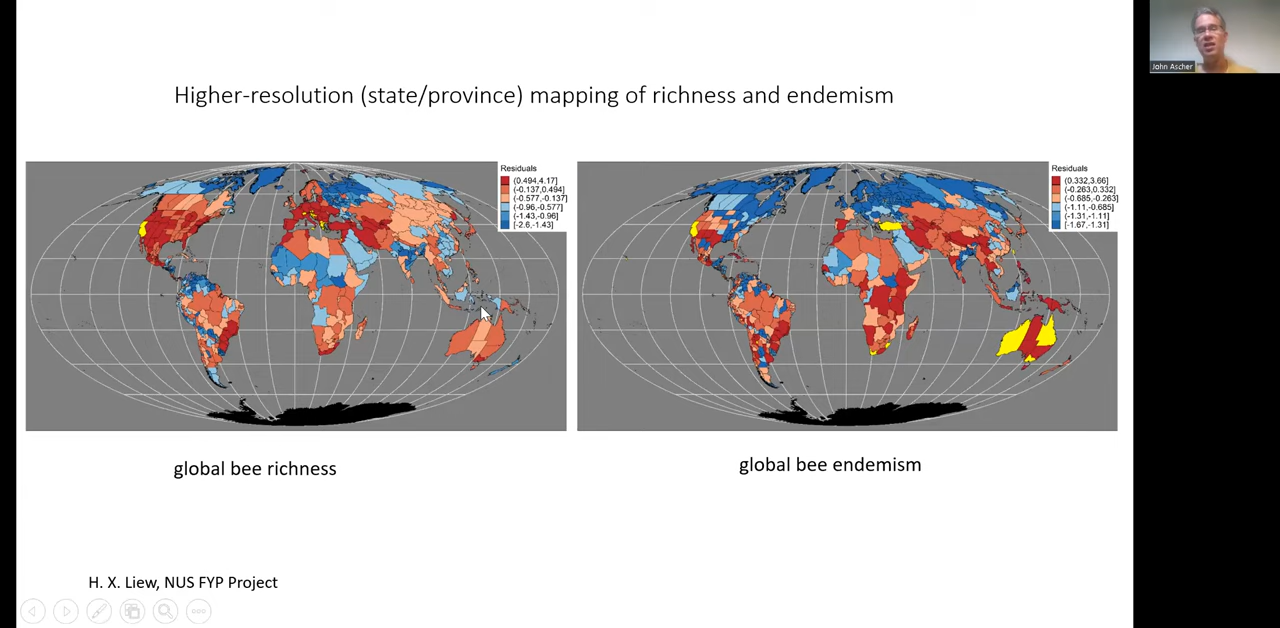 John Ascher
Higher-resolution (state/province) mapping of richness and endemism
Residuals
(0.494,4.17]
(-0.137,0.494]
(-0.577,-0.137]
(-0.96,-0.577]
(-1.43,-0.96]
[-2.6,-1.43]
Residuals
(0.332,3.66]
(-0.263,0.332]
(-0.685,-0.263]
(-1.11,-0.685]
(-1.31,-1.11]
[-1.67,-1.31]
global bee richness
global bee endemism
H. X. Liew, NUS FYP Project